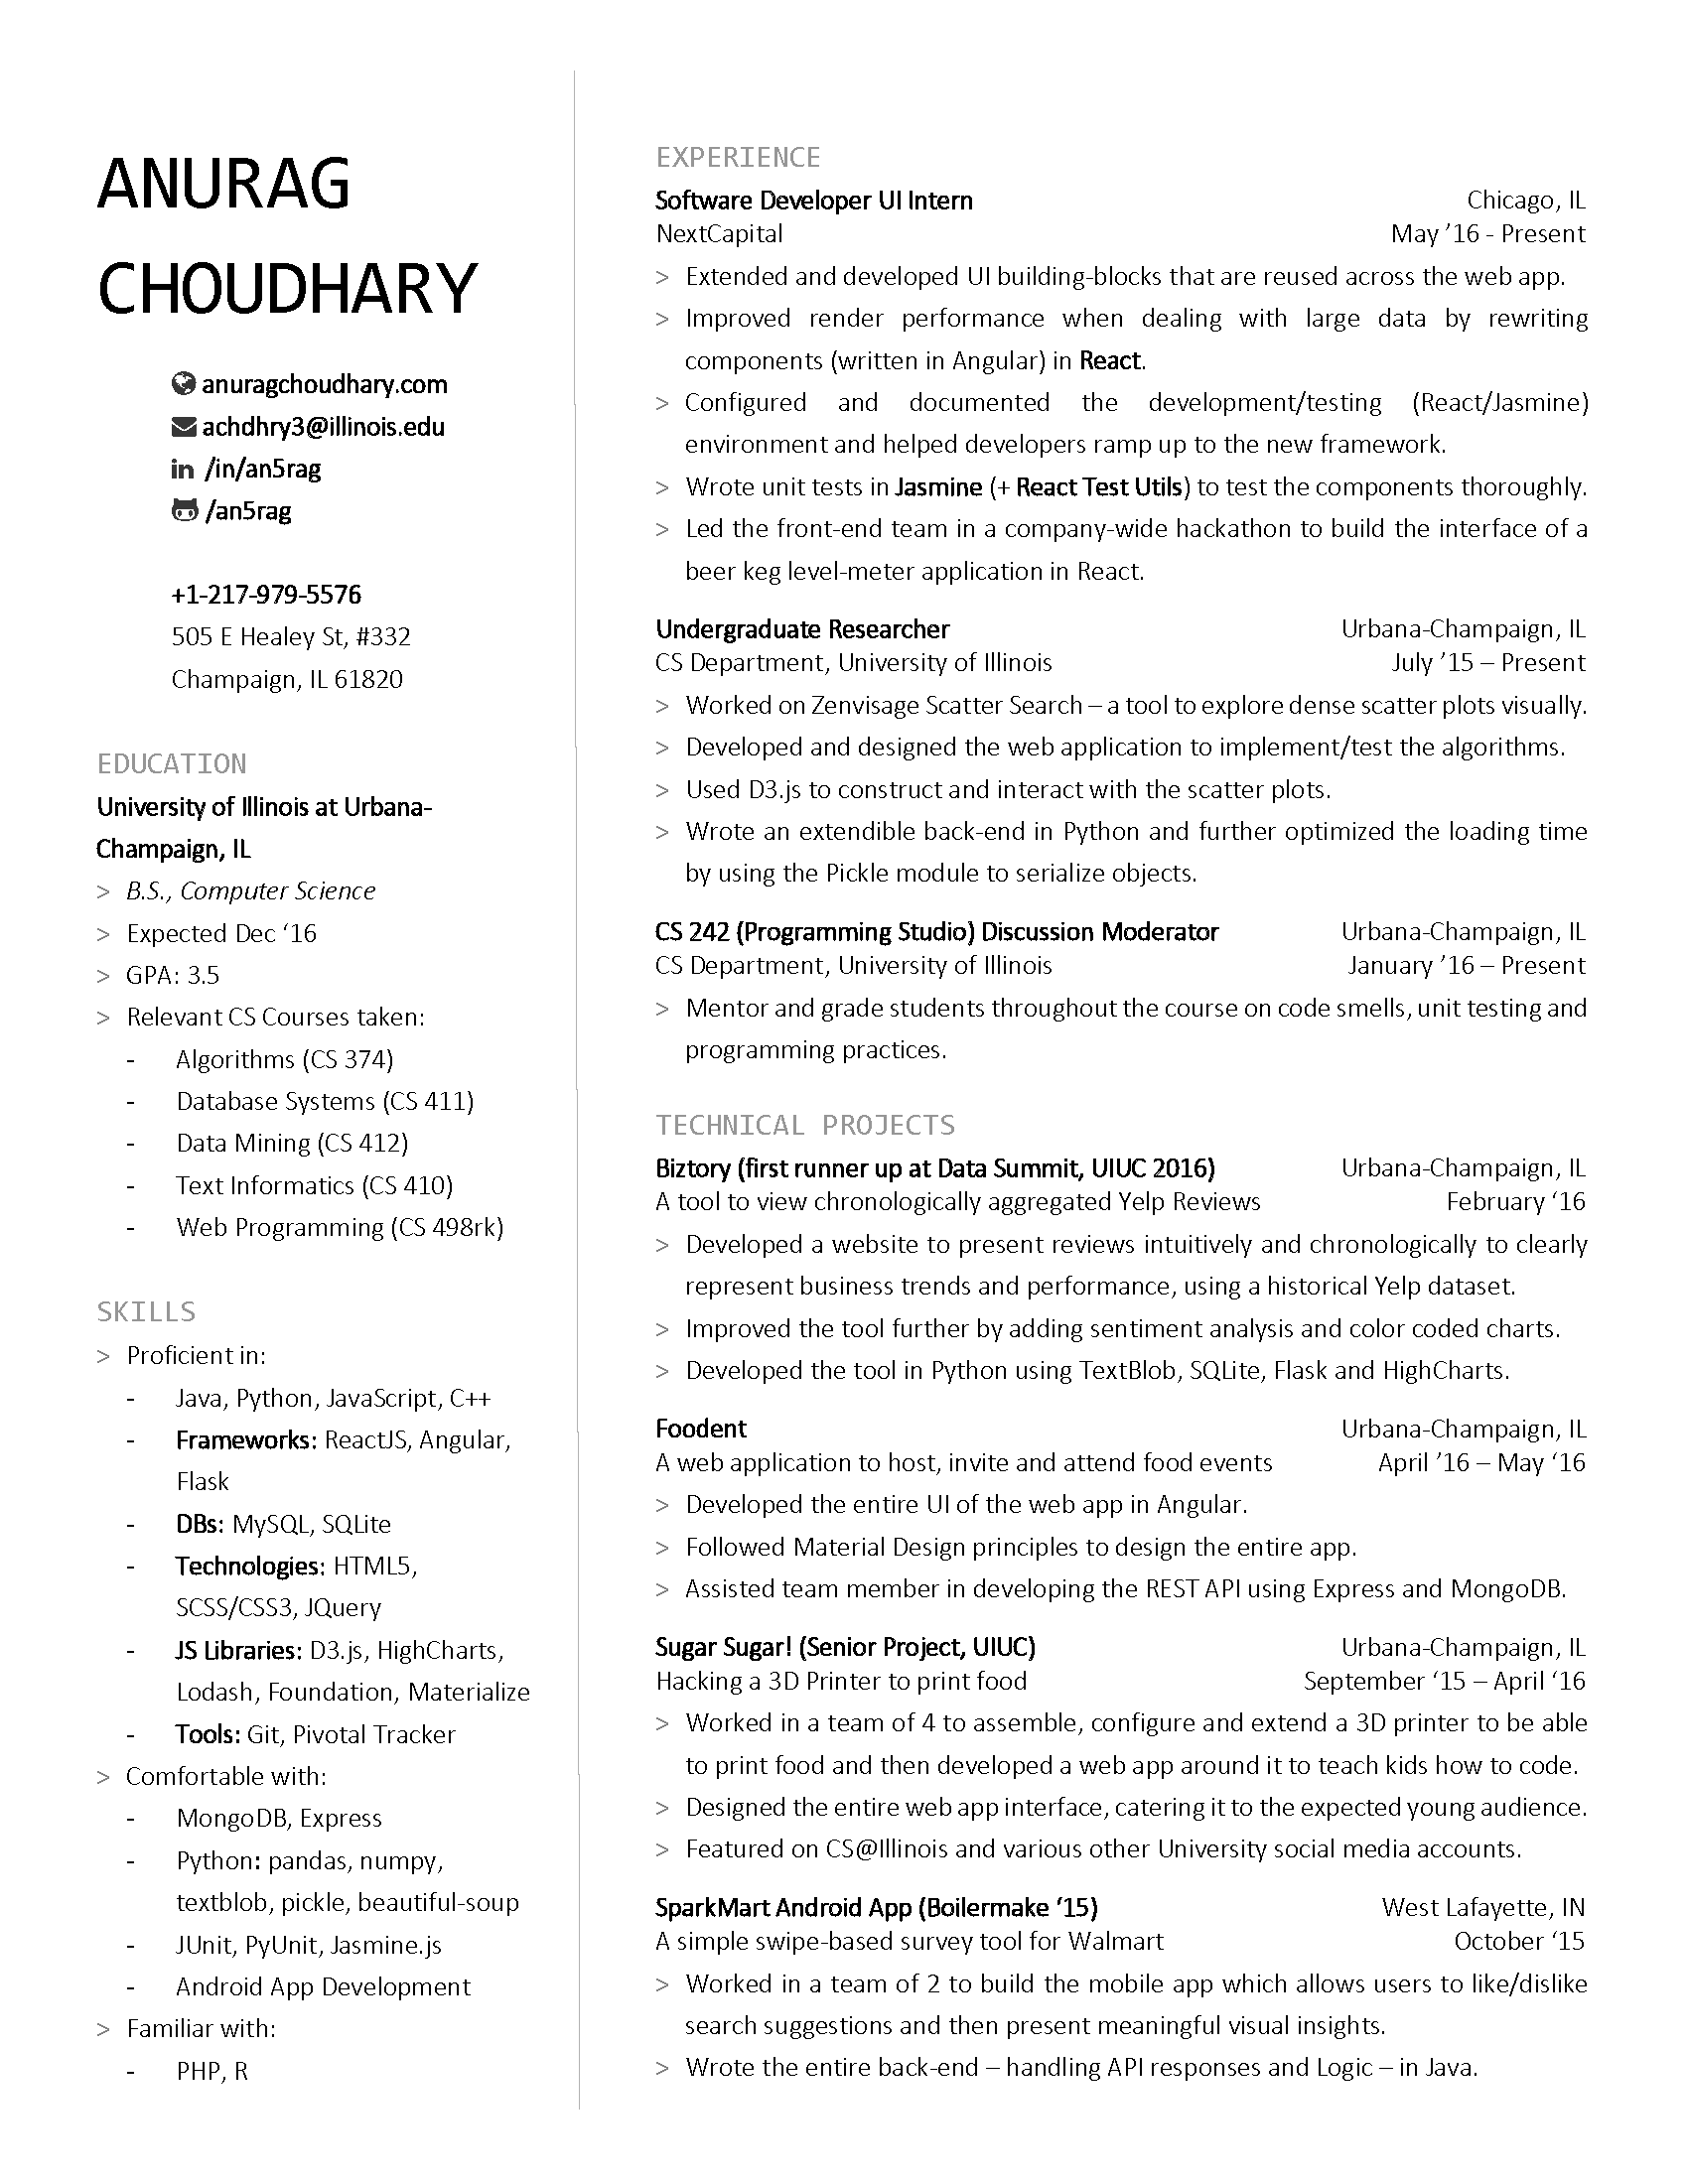 ANURAG
CHOUDHARY
anuragchoudhary.com
achdhry3@illinois.edu
in /in/an5rag
/an5rag
+1-217-979-5576
505 E Healey St, #332
Champaign, IL 61820
EDUCATION
University of Illinois at Urbana-
Champaign, IL
> B.S., Computer Science
> Expected Dec ‘16
> GPA: 3.5
> Relevant CS Courses taken:
- Algorithms (CS 374)
- Database Systems (CS 411)
- Data Mining (CS 412)
- Text Informatics (CS 410)
- Web Programming (CS 498rk)
SKILLS
> Proficient in:
- Java, Python, JavaScript, C++
- Frameworks: ReactJS, Angular,
Flask
- DBs: MySQL, SQLite
- Technologies: HTML5,
SCSS/CSS3, JQuery
- JS Libraries: D3.js, HighCharts,
Lodash, Foundation, Materialize
- Tools: Git, Pivotal Tracker
> Comfortable with:
- MongoDB, Express
- Python: pandas, numpy,
textblob, pickle, beautiful-soup
- JUnit, PyUnit, Jasmine.js
- Android App Development
> Familiar with:
- PHP, R
EXPERIENCE
Software Developer UI Intern Chicago, IL
NextCapital May ’16 - Present
> Extended and developed UI building-blocks that are reused across the web app.
> Improved render performance when dealing with large data by rewriting
components (written in Angular) in React.
> Configured and documented the development/testing (React/Jasmine)
environment and helped developers ramp up to the new framework.
> Wrote unit tests in Jasmine (+ React Test Utils) to test the components thoroughly.
> Led the front-end team in a company-wide hackathon to build the interface of a
beer keg level-meter application in React.
Undergraduate Researcher Urbana-Champaign, IL
CS Department, University of Illinois July ’15 – Present
> Worked on Zenvisage Scatter Search – a tool to explore dense scatter plots visually.
> Developed and designed the web application to implement/test the algorithms.
> Used D3.js to construct and interact with the scatter plots.
> Wrote an extendible back-end in Python and further optimized the loading time
by using the Pickle module to serialize objects.
CS 242 (Programming Studio) Discussion Moderator Urbana-Champaign, IL
CS Department, University of Illinois January ’16 – Present
> Mentor and grade students throughout the course on code smells, unit testing and
programming practices.
TECHNICAL PROJECTS
Biztory (first runner up at Data Summit, UIUC 2016) Urbana-Champaign, IL
A tool to view chronologically aggregated Yelp Reviews February ‘16
> Developed a website to present reviews intuitively and chronologically to clearly
represent business trends and performance, using a historical Yelp dataset.
> Improved the tool further by adding sentiment analysis and color coded charts.
> Developed the tool in Python using TextBlob, SQLite, Flask and HighCharts.
Foodent Urbana-Champaign, IL
A web application to host, invite and attend food events April ’16 – May ‘16
> Developed the entire UI of the web app in Angular.
> Followed Material Design principles to design the entire app.
> Assisted team member in developing the REST API using Express and MongoDB.
Sugar Sugar! (Senior Project, UIUC) Urbana-Champaign, IL
Hacking a 3D Printer to print food September ‘15 – April ‘16
> Worked in a team of 4 to assemble, configure and extend a 3D printer to be able
to print food and then developed a web app around it to teach kids how to code.
> Designed the entire web app interface, catering it to the expected young audience.
> Featured on CS@Illinois and various other University social media accounts.
SparkMart Android App (Boilermake ‘15) West Lafayette, IN
A simple swipe-based survey tool for Walmart October ‘15
> Worked in a team of 2 to build the mobile app which allows users to like/dislike
search suggestions and then present meaningful visual insights.
> Wrote the entire back-end – handling API responses and Logic – in Java.